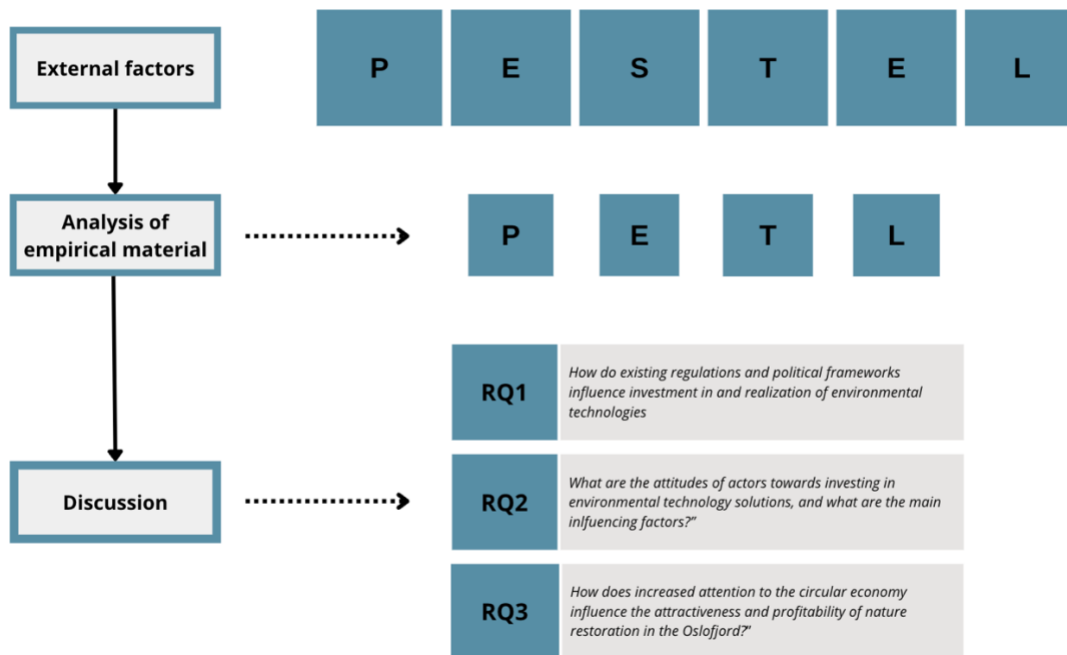 External factors
P E S T E L
Analysis of
empirical material
P E T L
RQ1
How do existing regulations and political frameworks
influence investment in and realization of environmental
technologies
Discussion
RQ2
What are the attitudes of actors towards investing in
environmental technology solutions, and what are the main
inlfuencing factors?”
RQ3
How does increased attention to the circular economy
influence the attractiveness and profitability of nature
restoration in the Oslofjord?”